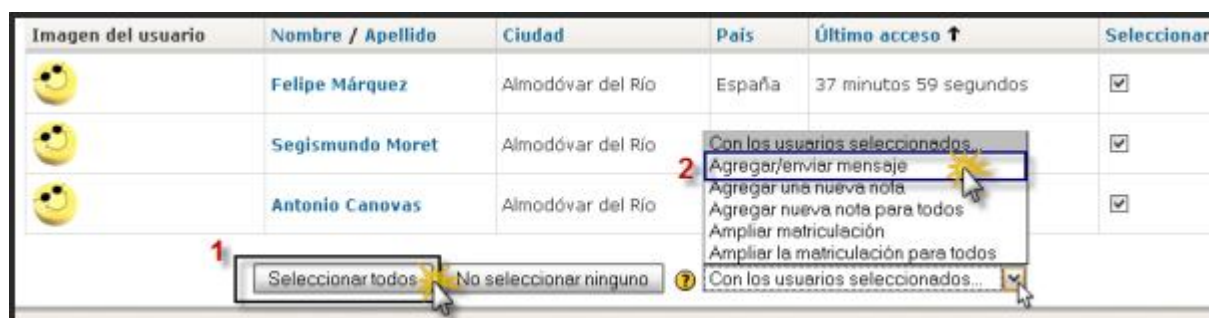 Imagen del usuario Nombre / Apellido Ciudad País Último acceso ↑ Seleccionar
Felipe Márquez Almodóvar del Río España 37 minutos 59 segundos
Segismundo Moret Almodóvar del Río
Antonio Canovas Almodóvar del Río
Con los usuarios seleccionados...
2 Agregar/enviar mensaje
Agregar una nueva nota
Agregar nueva nota para todos
Ampliar matriculación
Ampliar la matriculación para todos
1
Seleccionar todos No seleccionar ninguno ? Con los usuarios seleccionados...